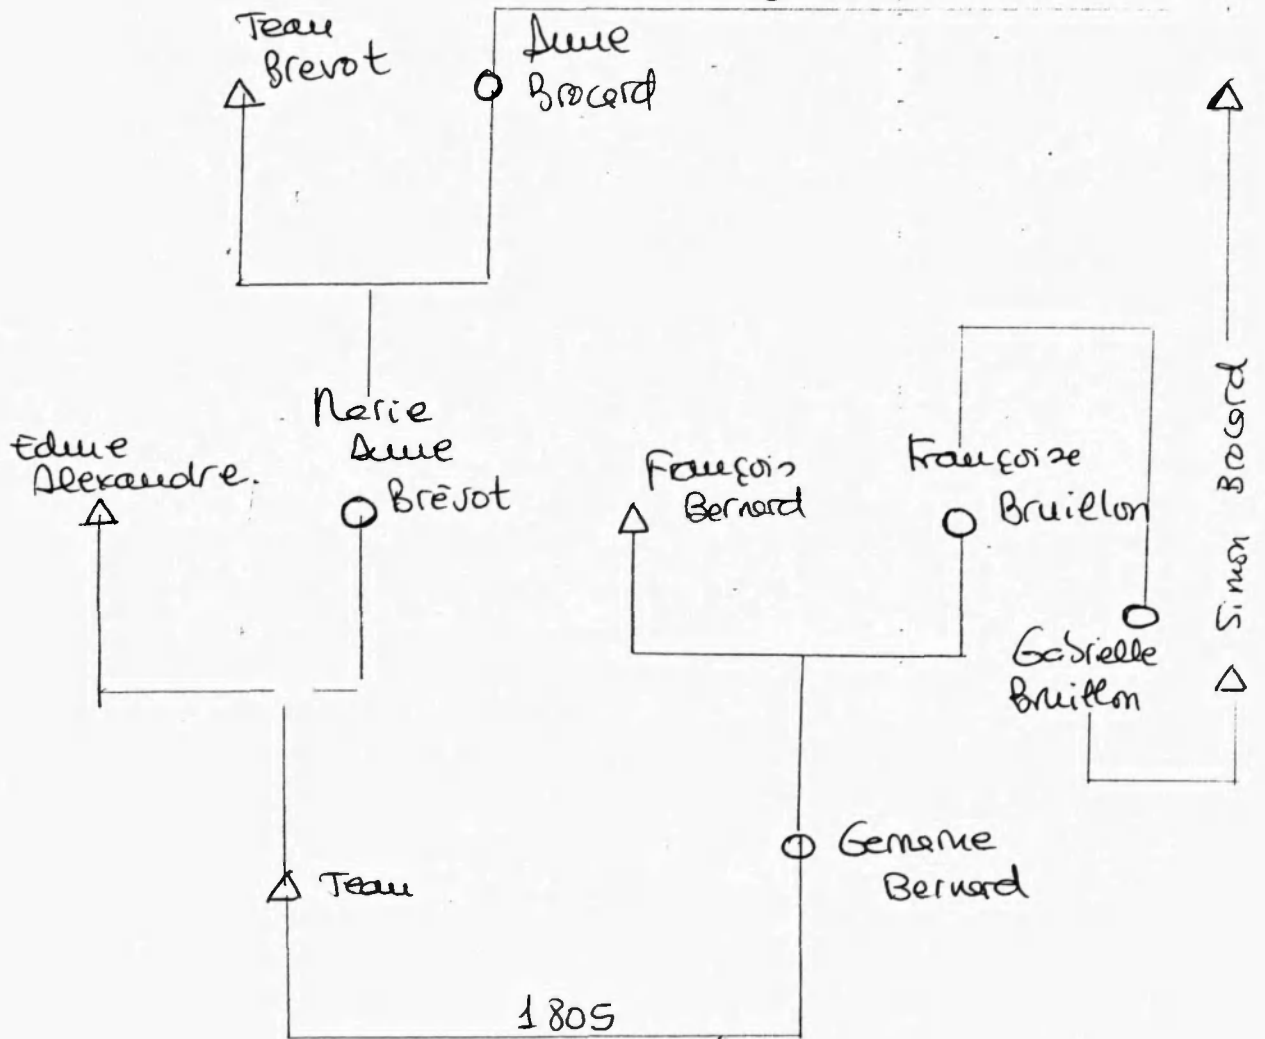 Jean
Brevot
Anne
Brocard
Marie
Anne
Brévot
Edme
Alexandre.
François
Bernard
Françoise
Bruillon
Gabrielle
Bruillon
Simon Brocard
Jean
Germaine
Bernard
1805